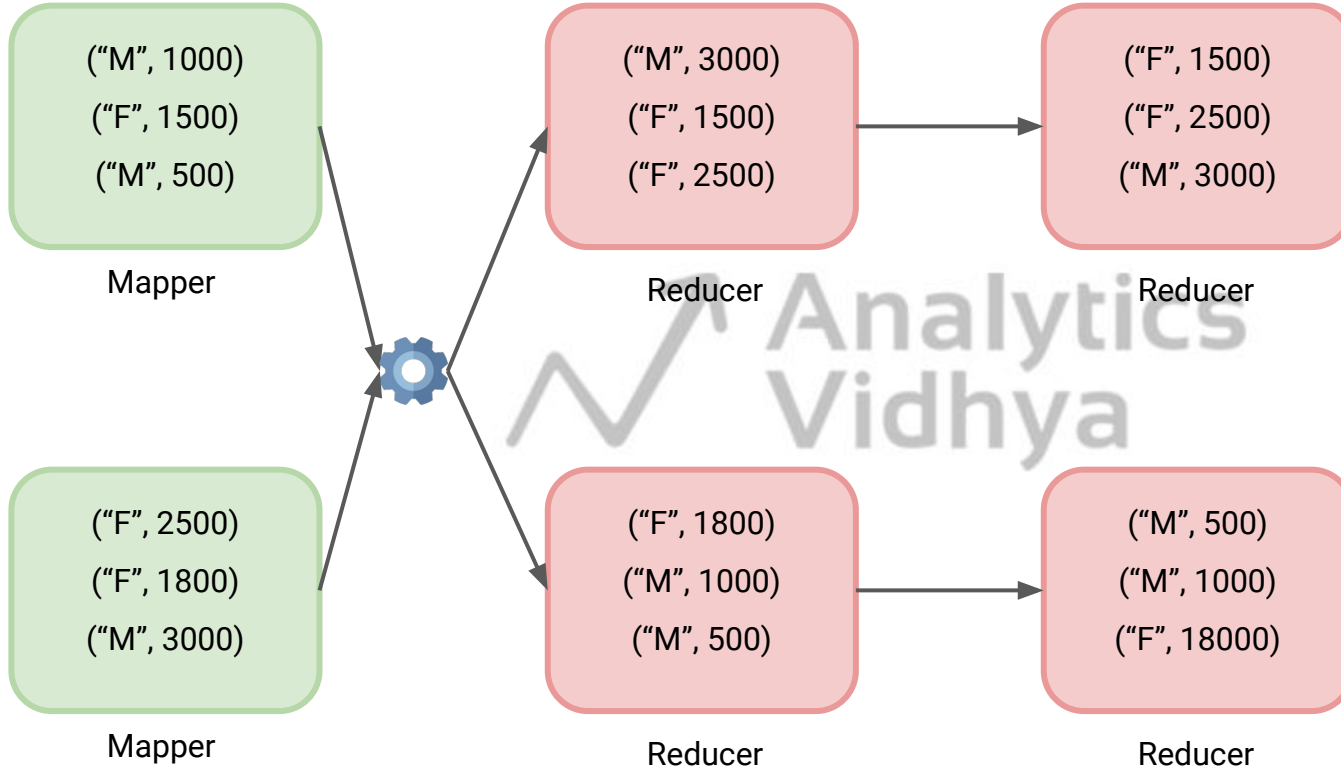 (“M”, 1000)
(“F”, 1500)
(“M”, 500)
Mapper
(“M”, 3000)
(“F”, 1500)
(“F”, 2500)
Reducer
(“F”, 1500)
(“F”, 2500)
(“M”, 3000)
Reducer
Analytics
Vidhya
(“F”, 2500)
(“F”, 1800)
(“M”, 3000)
Mapper
(“F”, 1800)
(“M”, 1000)
(“M”, 500)
Reducer
(“M”, 500)
(“M”, 1000)
(“F”, 18000)
Reducer